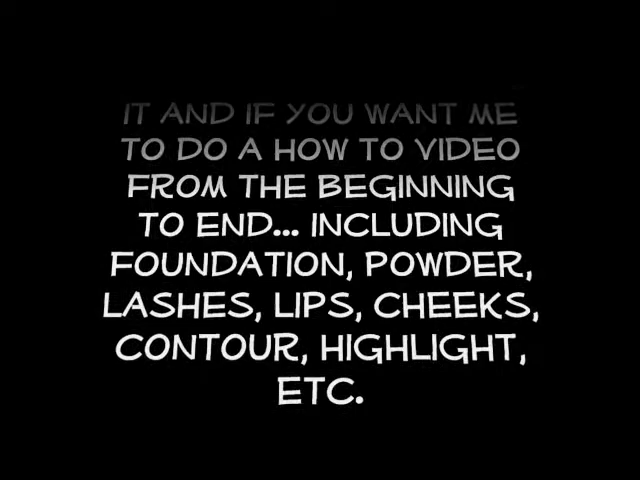 IT AND IF YOU WANT ME
TO DO A HOW TO VIDEO
FROM THE BEGINNING
TO END... INCLUDING
FOUNDATION, POWDER,
LASHES, LIPS, CHEEKS,
CONTOUR, HIGHLIGHT,
ETC.